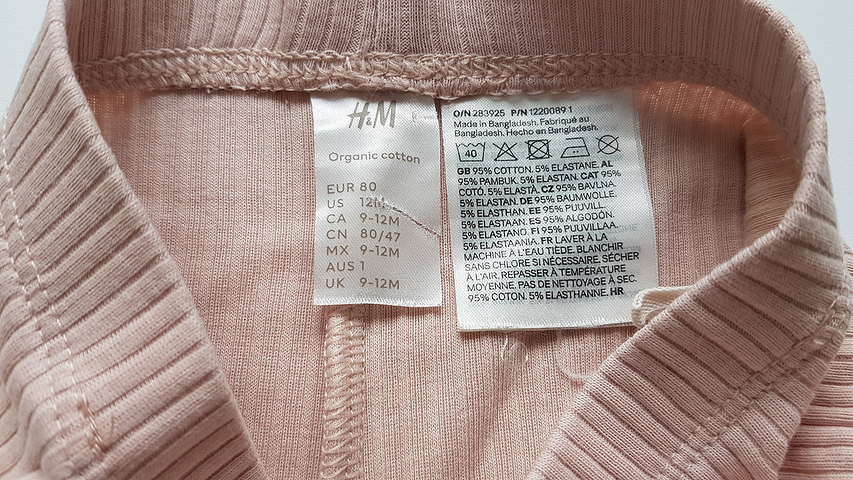 H&M
Organic cotton
EUR 80
US 12M
CA 9-12M
CN 80/47
MX 9-12M
AUS 1
UK 9-12M
O/N 283925 P/N 1220089 1
Made in Bangladesh. Fabriqué au
Bangladesh. Hecho en Bangladesh.
40
GB 95% COTTON. 5% ELASTANE. AL
95% PAMBUK. 5% ELASTAN. CAT 95%
COTÓ. 5% ELASTÀ. CZ 95% BAVLNA.
5% ELASTAN. DE 95% BAUMWOLLE.
5% ELASTHAN. EE 95% PUUVILL.
5% ELASTAAN. ES 95% ALGODÓN.
5% ELASTANO. FI 95% PUUVILLAA.
5% ELASTAANIA. FR LAVER À LA
MACHINE À L'EAU TIÈDE. BLANCHIR
SANS CHLORE SI NÉCESSAIRE. SÉCHER
À L'AIR. REPASSER À TEMPÉRATURE
MOYENNE. PAS DE NETTOYAGE À SEC.
95% COTON. 5% ELASTHANNE. HR